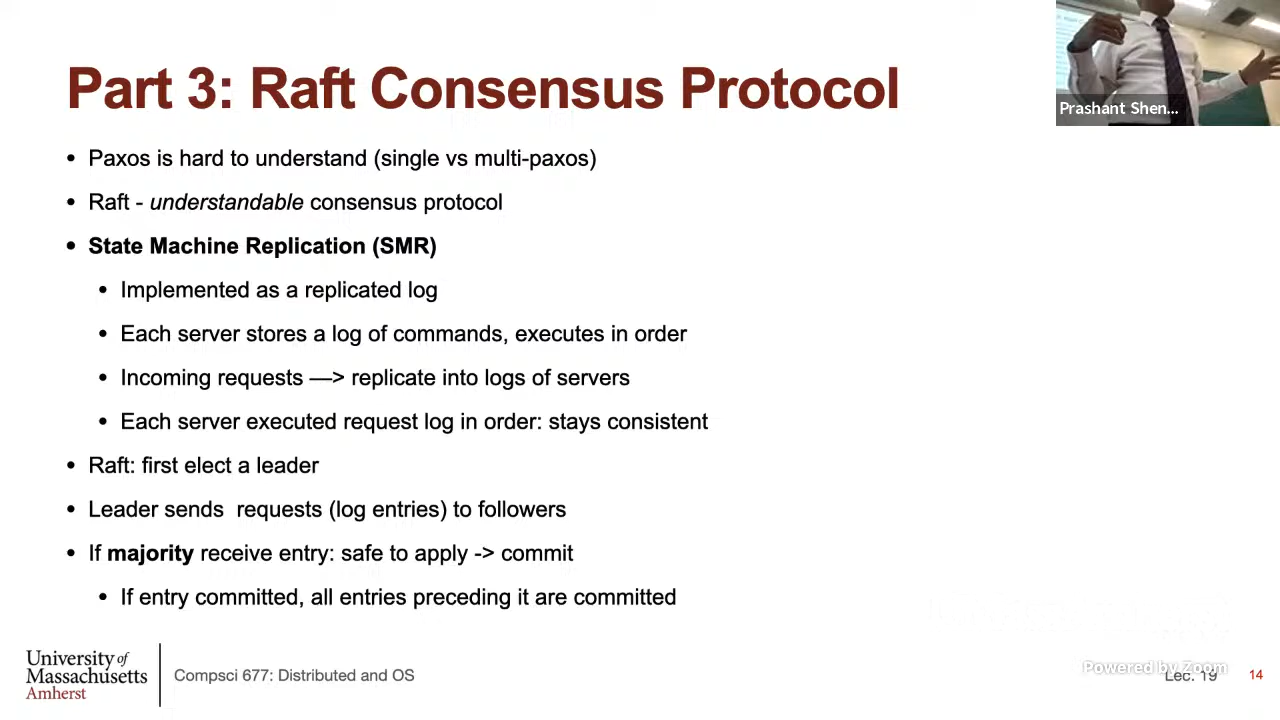 Part 3: Raft Consensus Protocol
Prashant Shen...
• Paxos is hard to understand (single vs multi-paxos)
• Raft - understandable consensus protocol
• State Machine Replication (SMR)
• Implemented as a replicated log
• Each server stores a log of commands, executes in order
• Incoming requests —> replicate into logs of servers
• Each server executed request log in order: stays consistent
• Raft: first elect a leader
• Leader sends requests (log entries) to followers
• If majority receive entry: safe to apply -> commit
• If entry committed, all entries preceding it are committed
University of
Massachusetts
Amherst
Compsci 677: Distributed and OS
Powered by Zoom
Lec. 19
14